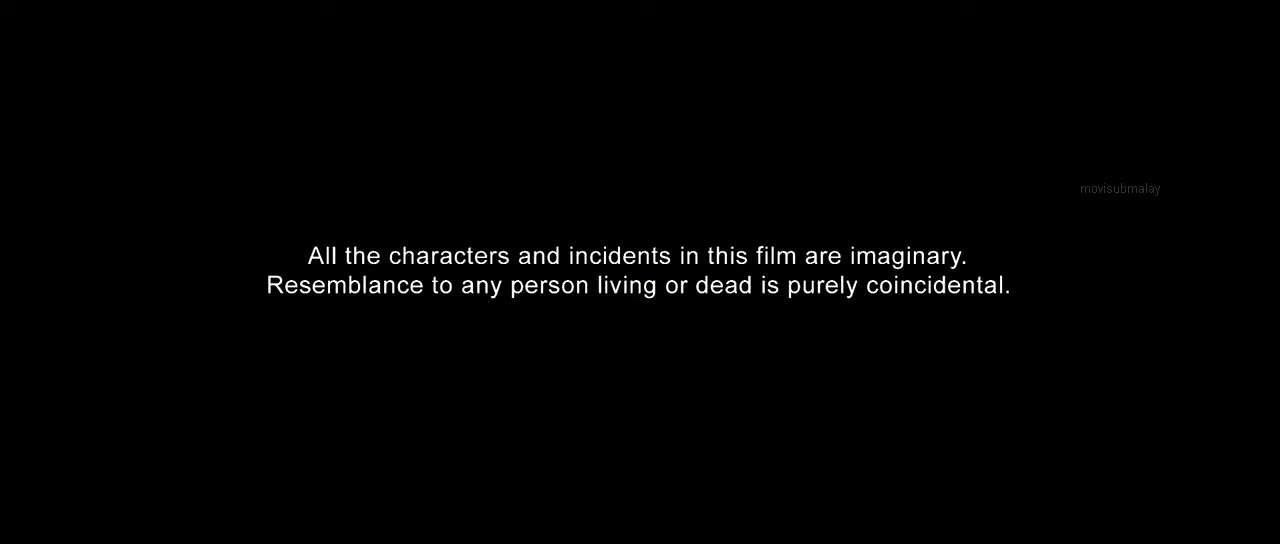 movisubmalay
All the characters and incidents in this film are imaginary.
Resemblance to any person living or dead is purely coincidental.